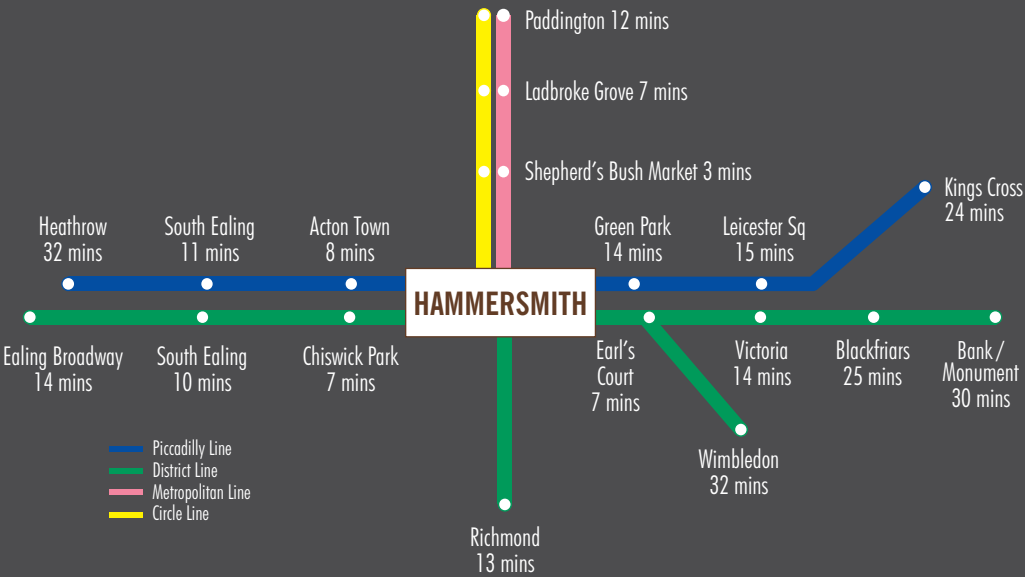 Paddington 12 mins
Ladbroke Grove 7 mins
Shepherd's Bush Market 3 mins
Kings Cross
24 mins
Heathrow
32 mins
South Ealing
11 mins
Acton Town
8 mins
Green Park
14 mins
Leicester Sq
15 mins
HAMMERSMITH
Ealing Broadway
14 mins
South Ealing
10 mins
Chiswick Park
7 mins
Earl's
Court
7 mins
Victoria
14 mins
Blackfriars
25 mins
Bank /
Monument
30 mins
Wimbledon
32 mins
Piccadilly Line
District Line
Metropolitan Line
Circle Line
Richmond
13 mins